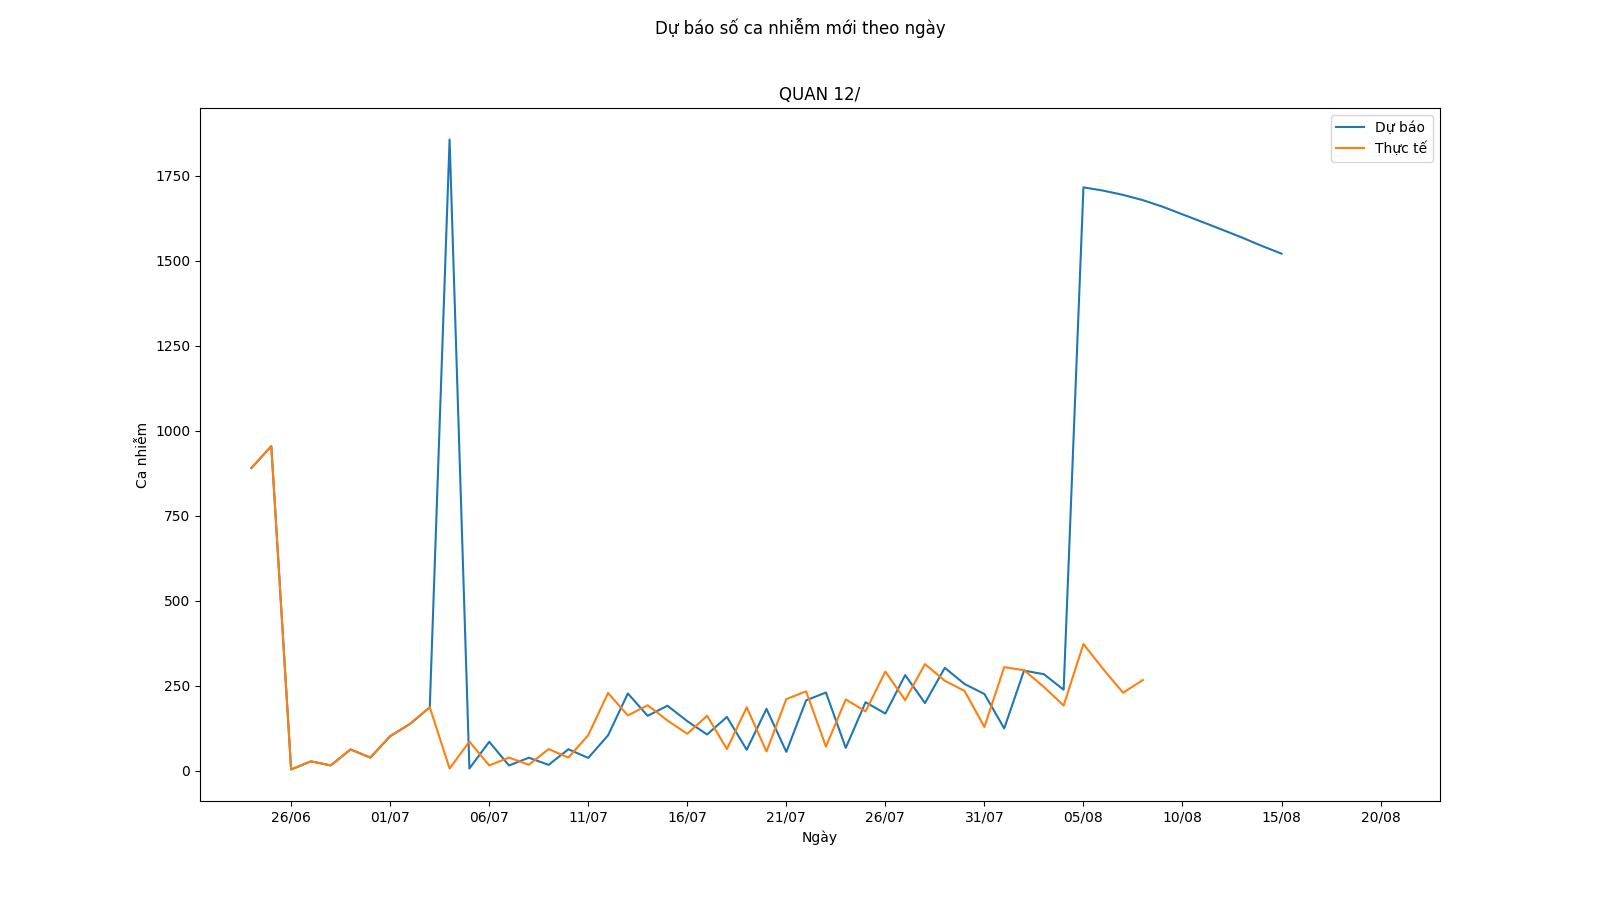 Dự báo số ca nhiễm mới theo ngày
QUAN 12/
Dự báo
Thực tế
Ca nhiễm
1750
1500
1250
1000
750
500
250
0
26/06 01/07 06/07 11/07 16/07 21/07 26/07 31/07 05/08 10/08 15/08 20/08
Ngày